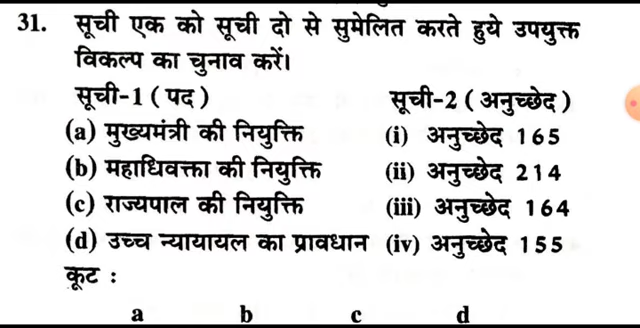 31. सूची एक को सूची दो से सुमेलित करते हुये उपयुक्त
विकल्प का चुनाव करें।
सूची-1 ( पद ) सूची-2 ( अनुच्छेद )
(a) मुख्यमंत्री की नियुक्ति (i) अनुच्छेद 165
(b) महाधिवक्ता की नियुक्ति (ii) अनुच्छेद 214
(c) राज्यपाल की नियुक्ति (iii) अनुच्छेद 164
(d) उच्च न्यायायल का प्रावधान (iv) अनुच्छेद 155
कूट :
a b c d